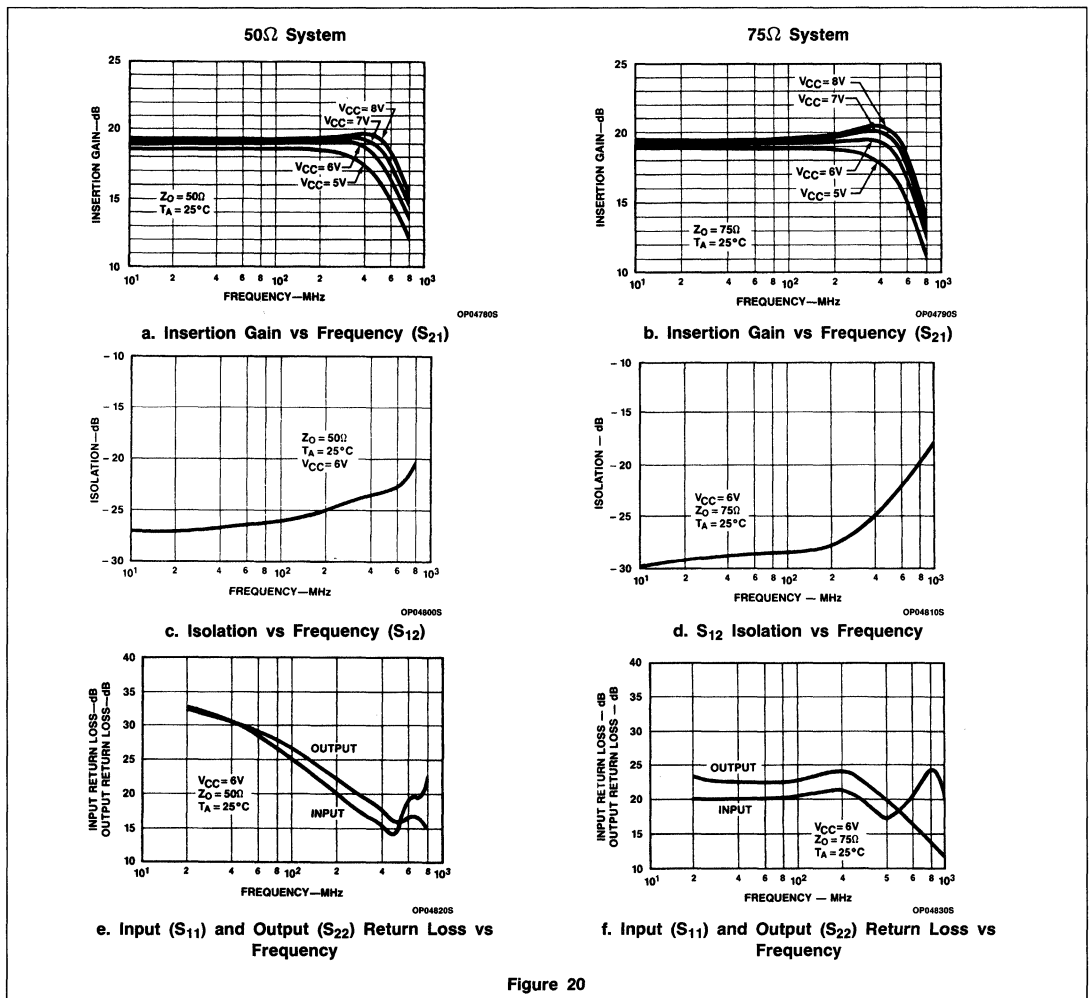 50Ω System
75Ω System
INSERTION GAIN—dB
25
20
15
10
VCC = 8V
VCC = 7V
VCC = 6V
VCC = 5V
ZO = 50Ω
TA = 25°C
10¹ 2 4 6 8 10² 2 4 6 8 10³
FREQUENCY—MHz
OP04780S
a. Insertion Gain vs Frequency (S21)
INSERTION GAIN—dB
25
20
15
10
VCC = 8V
VCC = 7V
VCC = 6V
VCC = 5V
ZO = 75Ω
TA = 25°C
10¹ 2 4 6 8 10² 2 4 6 8 10³
FREQUENCY—MHz
OP04790S
b. Insertion Gain vs Frequency (S21)
ISOLATION—dB
-10
-15
-20
-25
-30
ZO = 50Ω
TA = 25°C
VCC = 6V
10¹ 2 4 6 8 10² 2 4 6 8 10³
FREQUENCY—MHz
OP04800S
c. Isolation vs Frequency (S12)
ISOLATION — dB
-10
-15
-20
-25
-30
VCC = 6V
ZO = 75Ω
TA = 25°C
10¹ 2 4 6 8 10² 2 4 6 8 10³
FREQUENCY — MHz
OP04810S
d. S12 Isolation vs Frequency
INPUT RETURN LOSS—dB
OUTPUT RETURN LOSS—dB
40
35
30
25
20
15
10
OUTPUT
INPUT
VCC = 6V
ZO = 50Ω
TA = 25°C
10¹ 2 4 6 8 10² 2 4 6 8 10³
FREQUENCY—MHz
OP04820S
e. Input (S11) and Output (S22) Return Loss vs
Frequency
INPUT RETURN LOSS — dB
OUTPUT RETURN LOSS — dB
40
35
30
25
20
15
10
OUTPUT
INPUT
VCC = 6V
ZO = 75Ω
TA = 25°C
10¹ 2 4 6 8 10² 2 5 6 8 10³
FREQUENCY—MHz
OP04830S
f. Input (S11) and Output (S22) Return Loss vs
Frequency
Figure 20